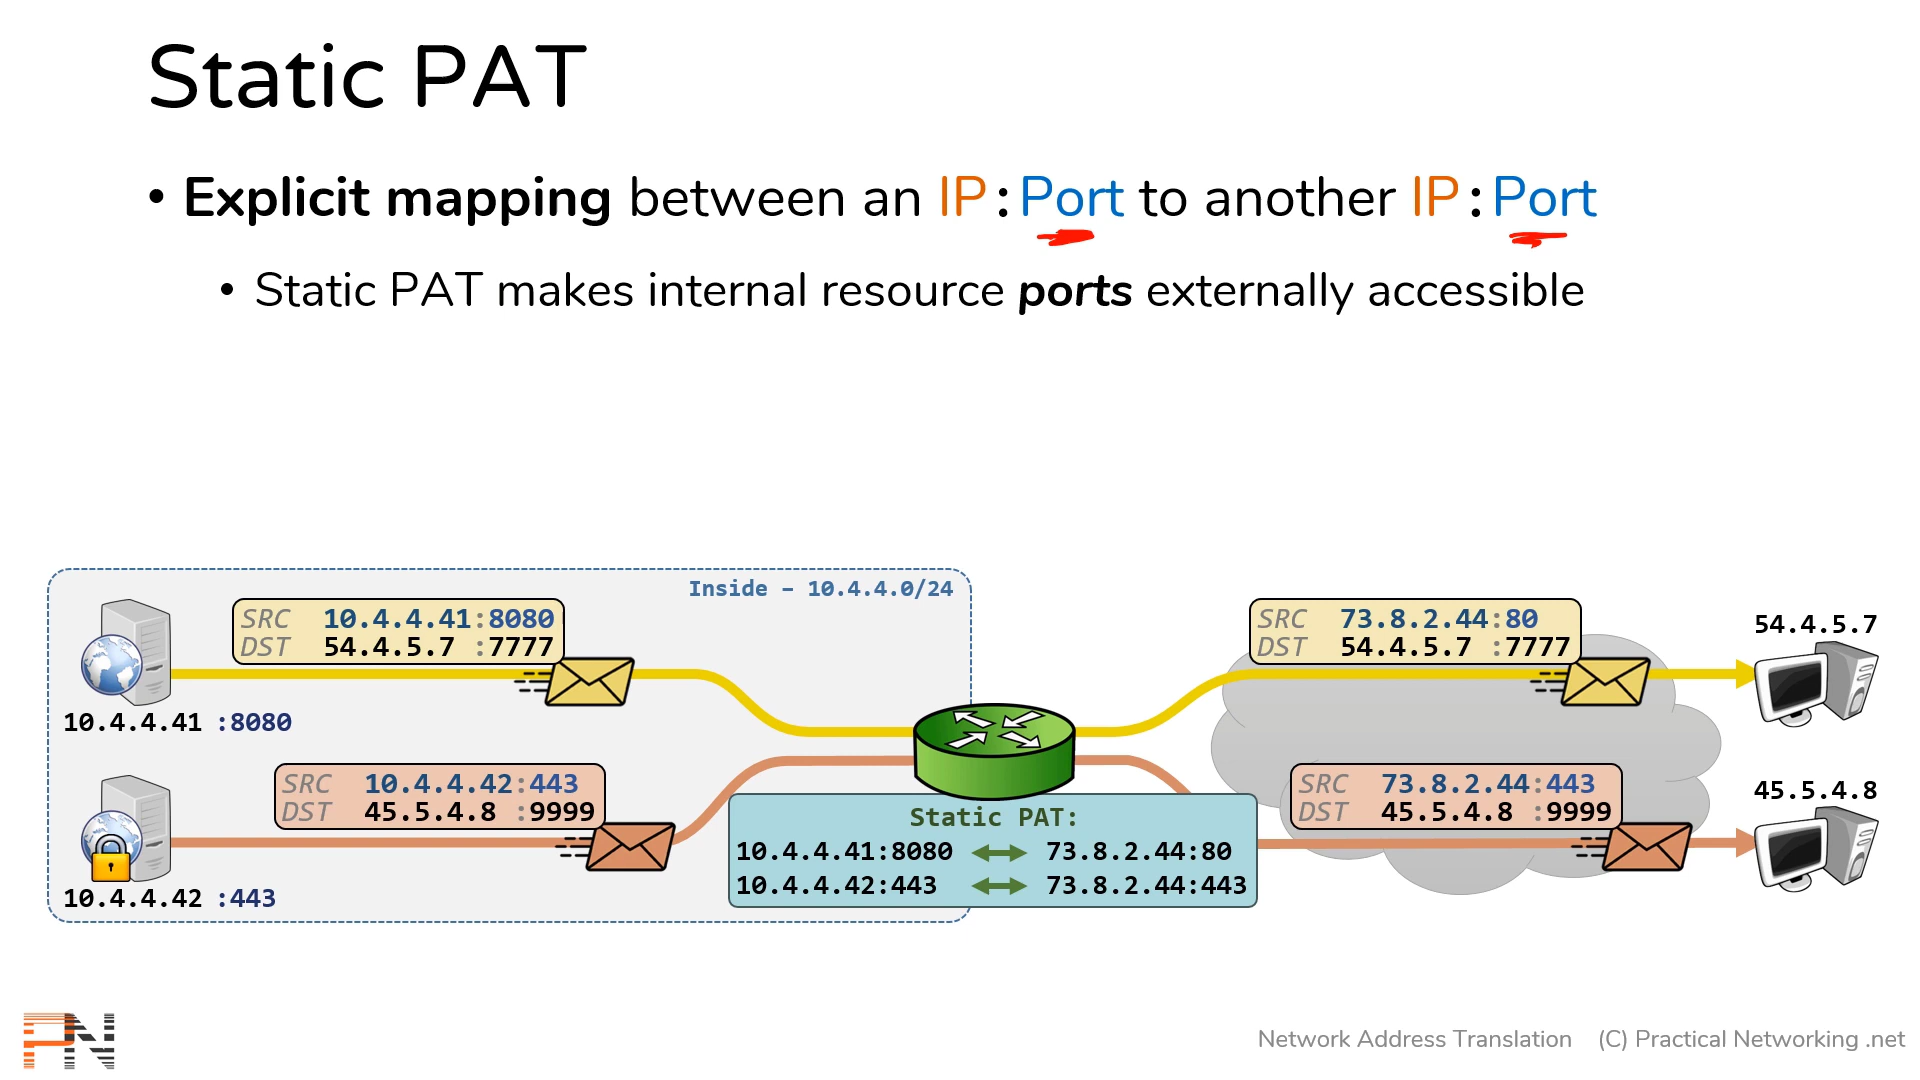 Static PAT
• Explicit mapping between an IP:Port to another IP:Port
• Static PAT makes internal resource ports externally accessible
Inside – 10.4.4.0/24
SRC 10.4.4.41:8080
DST 54.4.5.7 :7777
10.4.4.41 :8080
SRC 10.4.4.42:443
DST 45.5.4.8 :9999
10.4.4.42 :443
Static PAT:
10.4.4.41:8080 73.8.2.44:80
10.4.4.42:443 73.8.2.44:443
SRC 73.8.2.44:80
DST 54.4.5.7 :7777
54.4.5.7
SRC 73.8.2.44:443
DST 45.5.4.8 :9999
45.5.4.8
PN
Network Address Translation (C) Practical Networking .net